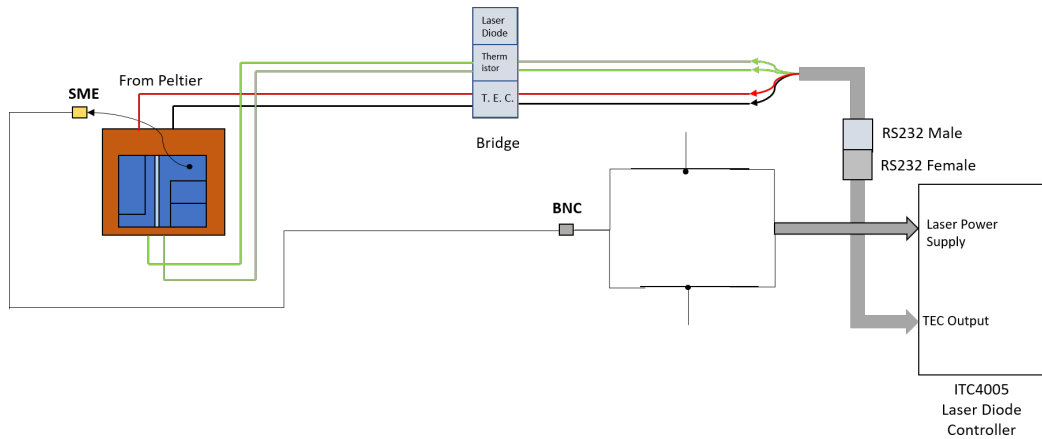 Laser
Diode
Therm
istor
T. E. C.
Bridge
From Peltier
SME
RS232 Male
RS232 Female
BNC
Laser Power
Supply
TEC Output
ITC4005
Laser Diode
Controller